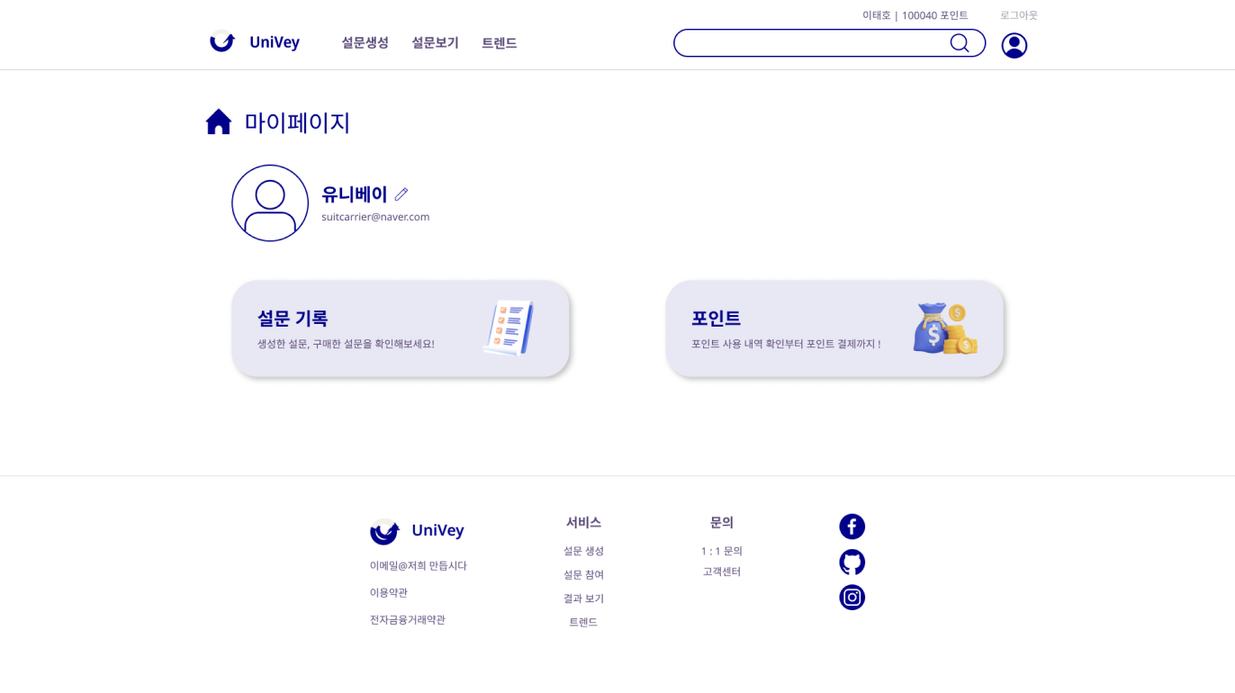 이태호 | 100040 포인트 로그아웃
UniVey 설문생성 설문보기 트렌드
마이페이지
유니베이
suitcarrier@naver.com
설문 기록
생성한 설문, 구매한 설문을 확인해보세요!
포인트
포인트 사용 내역 확인부터 포인트 결제까지 !
UniVey
이메일@저희 만듭시다
이용약관
전자금융거래약관
서비스
설문 생성
설문 참여
결과 보기
트렌드
문의
1 : 1 문의
고객센터